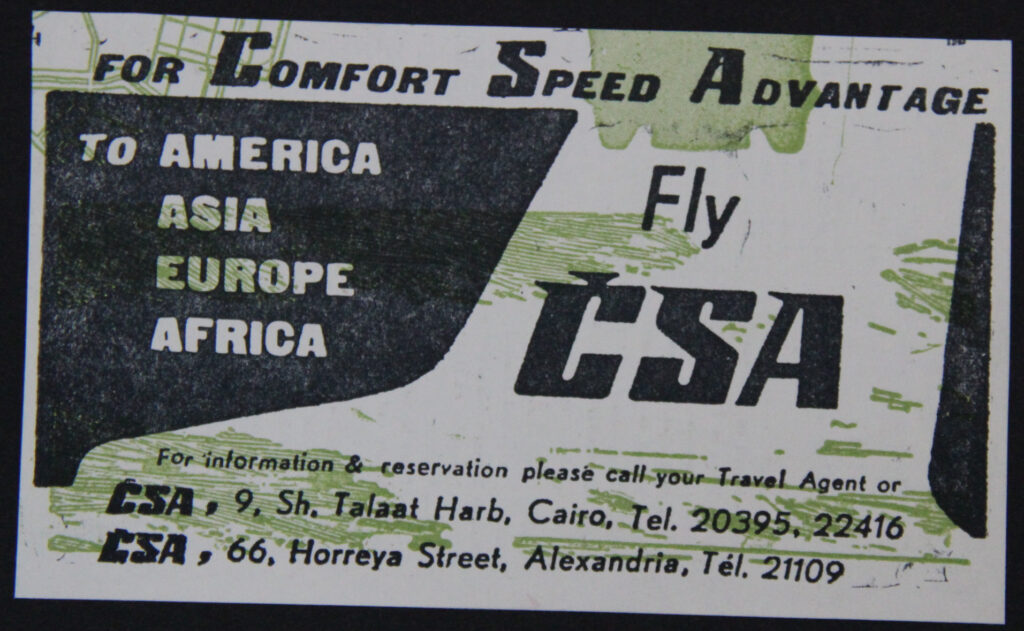 FOR COMFORT SPEED ADVANTAGE
TO AMERICA
ASIA
EUROPE
AFRICA
Fly
ČSA
For information & reservation please call your Travel Agent or
ČSA, 9, Sh. Talaat Harb, Cairo, Tel. 20395, 22416
ČSA, 66, Horreya Street, Alexandria, Tél. 21109